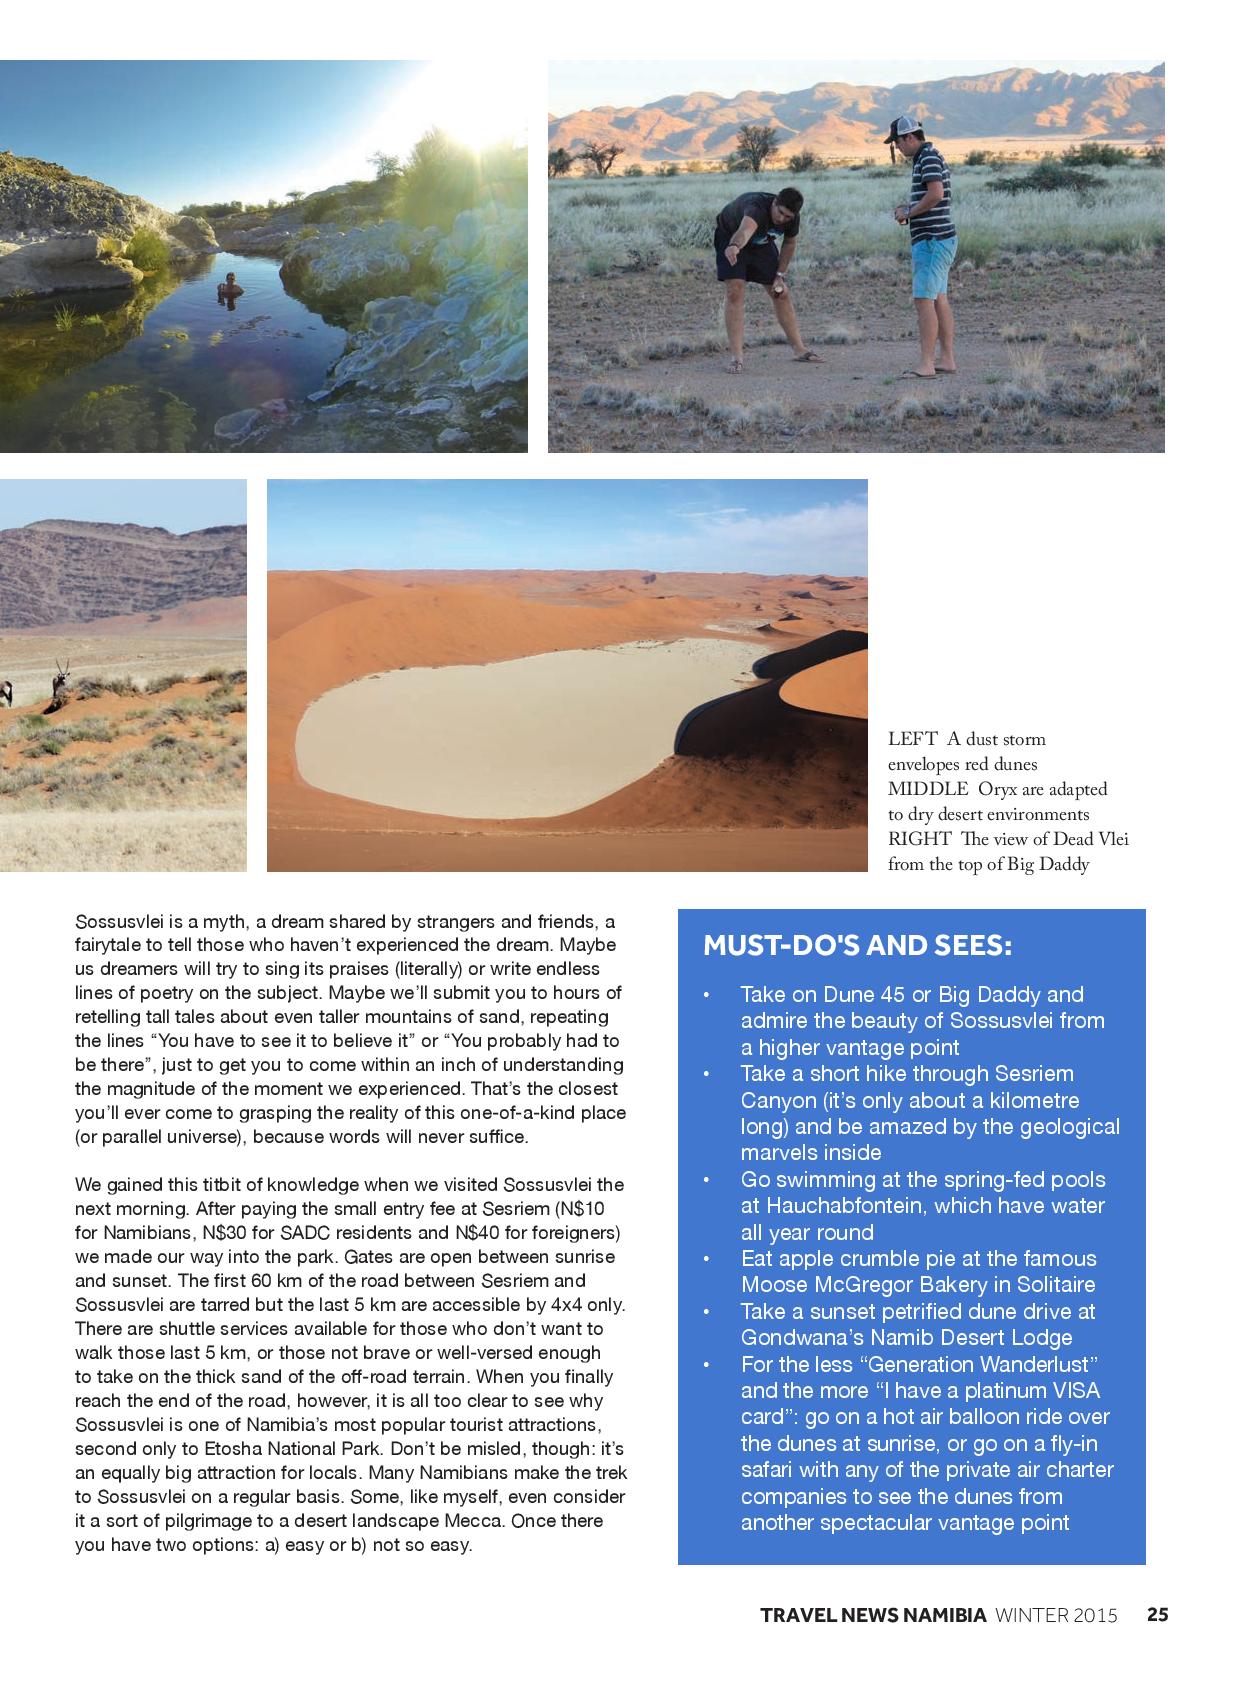 LEFT  A dust storm
envelopes red dunes
MIDDLE  Oryx are adapted
to dry desert environments
RIGHT  The view of Dead Vlei
from the top of Big Daddy
Sossusvlei is a myth, a dream shared by strangers and friends, a
fairytale to tell those who haven’t experienced the dream. Maybe
us dreamers will try to sing its praises (literally) or write endless
lines of poetry on the subject. Maybe we’ll submit you to hours of
retelling tall tales about even taller mountains of sand, repeating
the lines “You have to see it to believe it” or “You probably had to
be there”, just to get you to come within an inch of understanding
the magnitude of the moment we experienced. That’s the closest
you’ll ever come to grasping the reality of this one-of-a-kind place
(or parallel universe), because words will never suffice.
We gained this titbit of knowledge when we visited Sossusvlei the
next morning. After paying the small entry fee at Sesriem (N$10
for Namibians, N$30 for SADC residents and N$40 for foreigners)
we made our way into the park. Gates are open between sunrise
and sunset. The first 60 km of the road between Sesriem and
Sossusvlei are tarred but the last 5 km are accessible by 4x4 only.
There are shuttle services available for those who don’t want to
walk those last 5 km, or those not brave or well-versed enough
to take on the thick sand of the off-road terrain. When you finally
reach the end of the road, however, it is all too clear to see why
Sossusvlei is one of Namibia’s most popular tourist attractions,
second only to Etosha National Park. Don’t be misled, though: it’s
an equally big attraction for locals. Many Namibians make the trek
to Sossusvlei on a regular basis. Some, like myself, even consider
it a sort of pilgrimage to a desert landscape Mecca. Once there
you have two options: a) easy or b) not so easy.
MUST-DO'S AND SEES:
• Take on Dune 45 or Big Daddy and
admire the beauty of Sossusvlei from
a higher vantage point
• Take a short hike through Sesriem
Canyon (it’s only about a kilometre
long) and be amazed by the geological
marvels inside
• Go swimming at the spring-fed pools
at Hauchabfontein, which have water
all year round
• Eat apple crumble pie at the famous
Moose McGregor Bakery in Solitaire
• Take a sunset petrified dune drive at
Gondwana’s Namib Desert Lodge
• For the less “Generation Wanderlust”
and the more “I have a platinum VISA
card”: go on a hot air balloon ride over
the dunes at sunrise, or go on a fly-in
safari with any of the private air charter
companies to see the dunes from
another spectacular vantage point
TRAVEL NEWS NAMIBIA WINTER 2015 25